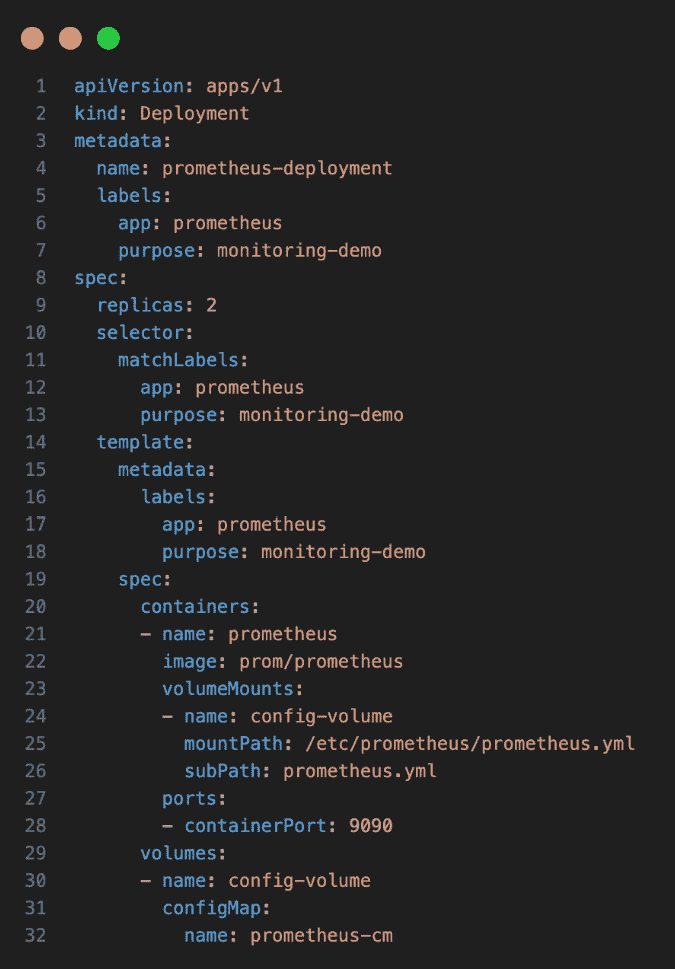 1 apiVersion: apps/v1
2 kind: Deployment
3 metadata:
4   name: prometheus-deployment
5   labels:
6     app: prometheus
7     purpose: monitoring-demo
8 spec:
9   replicas: 2
10   selector:
11     matchLabels:
12       app: prometheus
13       purpose: monitoring-demo
14   template:
15     metadata:
16       labels:
17         app: prometheus
18         purpose: monitoring-demo
19     spec:
20       containers:
21       - name: prometheus
22         image: prom/prometheus
23         volumeMounts:
24         - name: config-volume
25           mountPath: /etc/prometheus/prometheus.yml
26           subPath: prometheus.yml
27         ports:
28         - containerPort: 9090
29       volumes:
30       - name: config-volume
31         configMap:
32           name: prometheus-cm